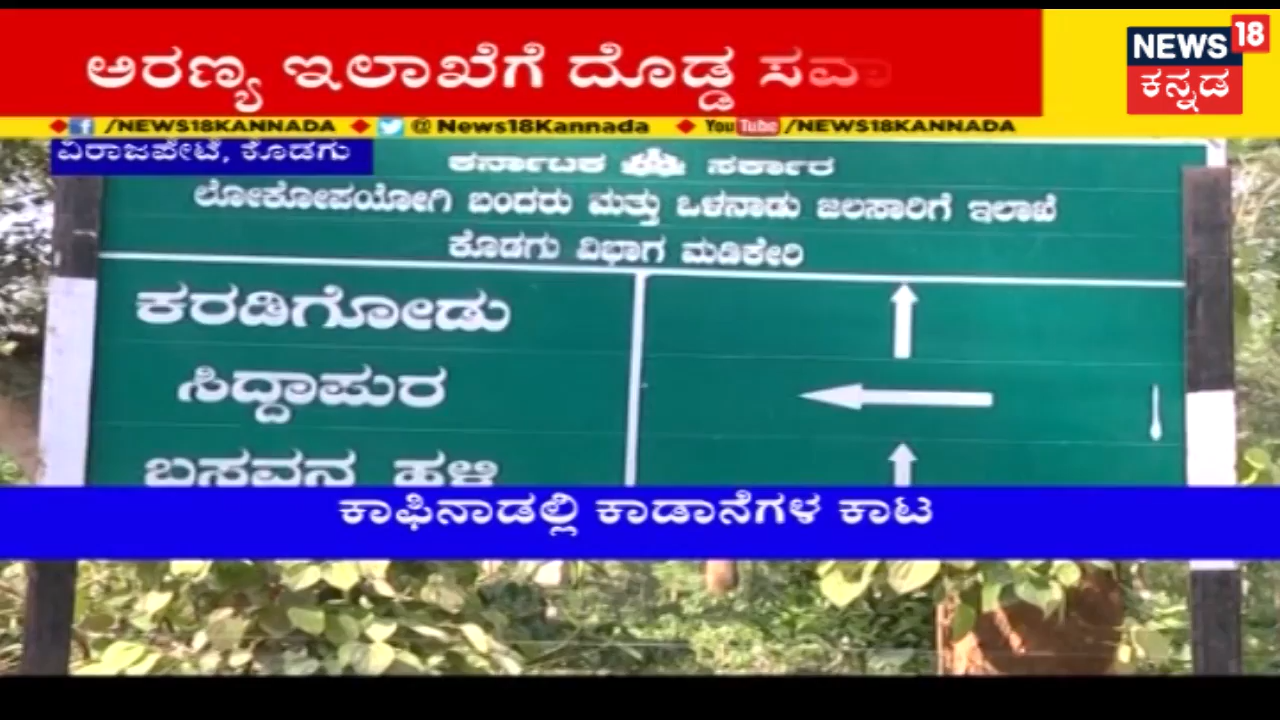 ಅರಣ್ಯ ಇಲಾಖೆಗೆ ದೊಡ್ಡ ಸವಾ
NEWS 18
ಕನ್ನಡ
/NEWS18KANNADA @News18Kannada YouTube /NEWS18KANNADA
ವಿರಾಜಪೇಟೆ, ಕೊಡಗು
ಕರ್ನಾಟಕ ಸರ್ಕಾರ
ಲೋಕೋಪಯೋಗಿ ಬಂದರು ಮತ್ತು ಒಳನಾಡು ಜಲಸಾರಿಗೆ ಇಲಾಖೆ
ಕೊಡಗು ವಿಭಾಗ ಮಡಿಕೇರಿ
ಕರಡಿಗೋಡು
ಸಿದ್ದಾಪುರ
ಬಸವನ ಹಳ್ಳಿ
ಕಾಫಿನಾಡಲ್ಲಿ ಕಾಡಾನೆಗಳ ಕಾಟ